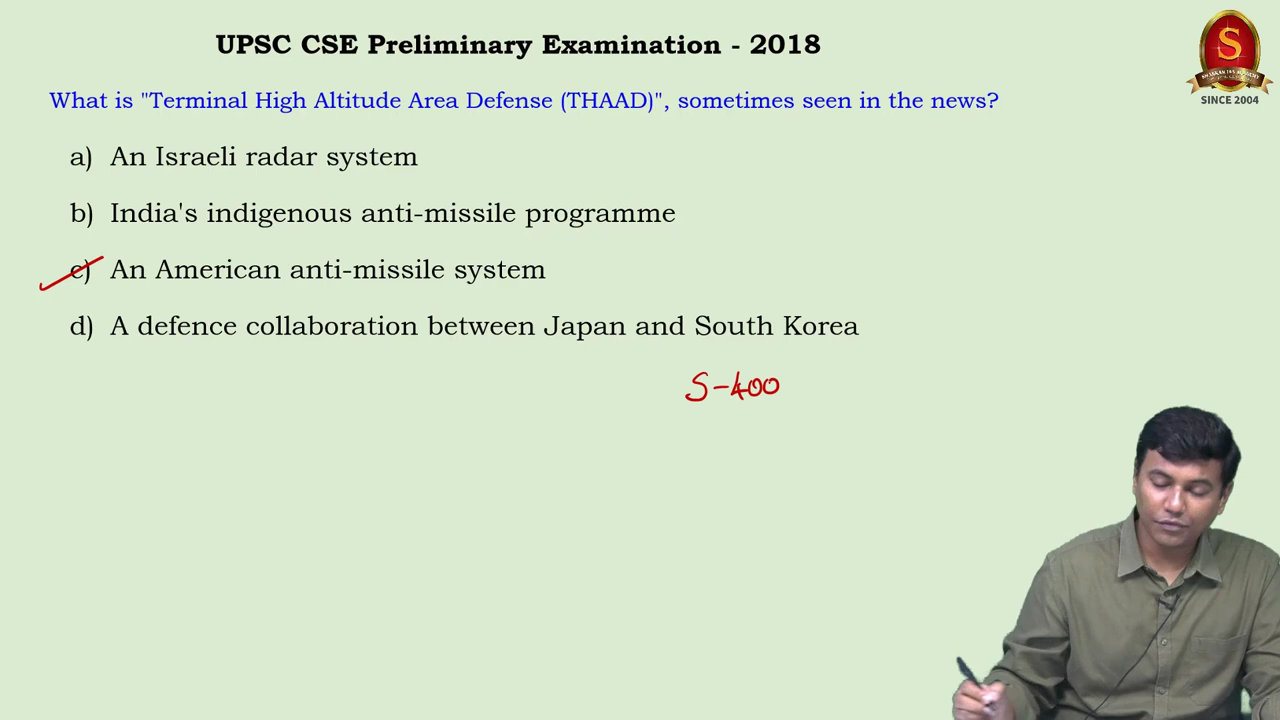 UPSC CSE Preliminary Examination - 2018
What is "Terminal High Altitude Area Defense (THAAD)", sometimes seen in the news?
a) An Israeli radar system
b) India's indigenous anti-missile programme
c) An American anti-missile system
d) A defence collaboration between Japan and South Korea
S-400
S
SINCE 2004